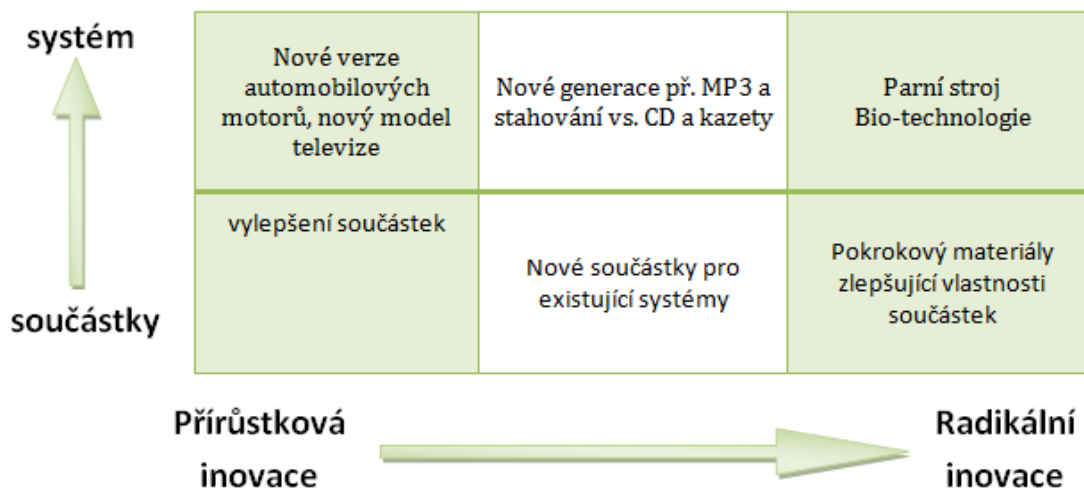 systém
Nové verze
automobilových
motorů, nový model
televize
Nové generace př. MP3 a
stahování vs. CD a kazety
Parní stroj
Bio-technologie
součástky
vylepšení součástek
Nové součástky pro
existující systémy
Pokrokový materiály
zlepšující vlastnosti
součástek
Přírůstková
inovace
Radikální
inovace